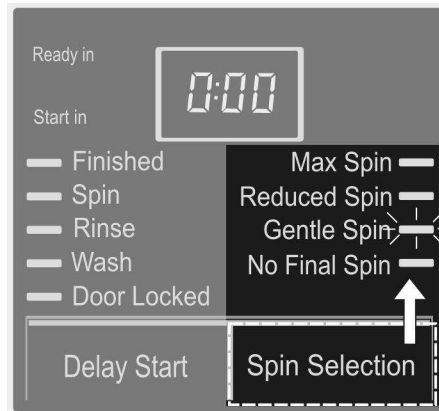 Ready in
0:00
Start in
Finished
Spin
Rinse
Wash
Door Locked
Max Spin
Reduced Spin
Gentle Spin
No Final Spin
Delay Start
Spin Selection